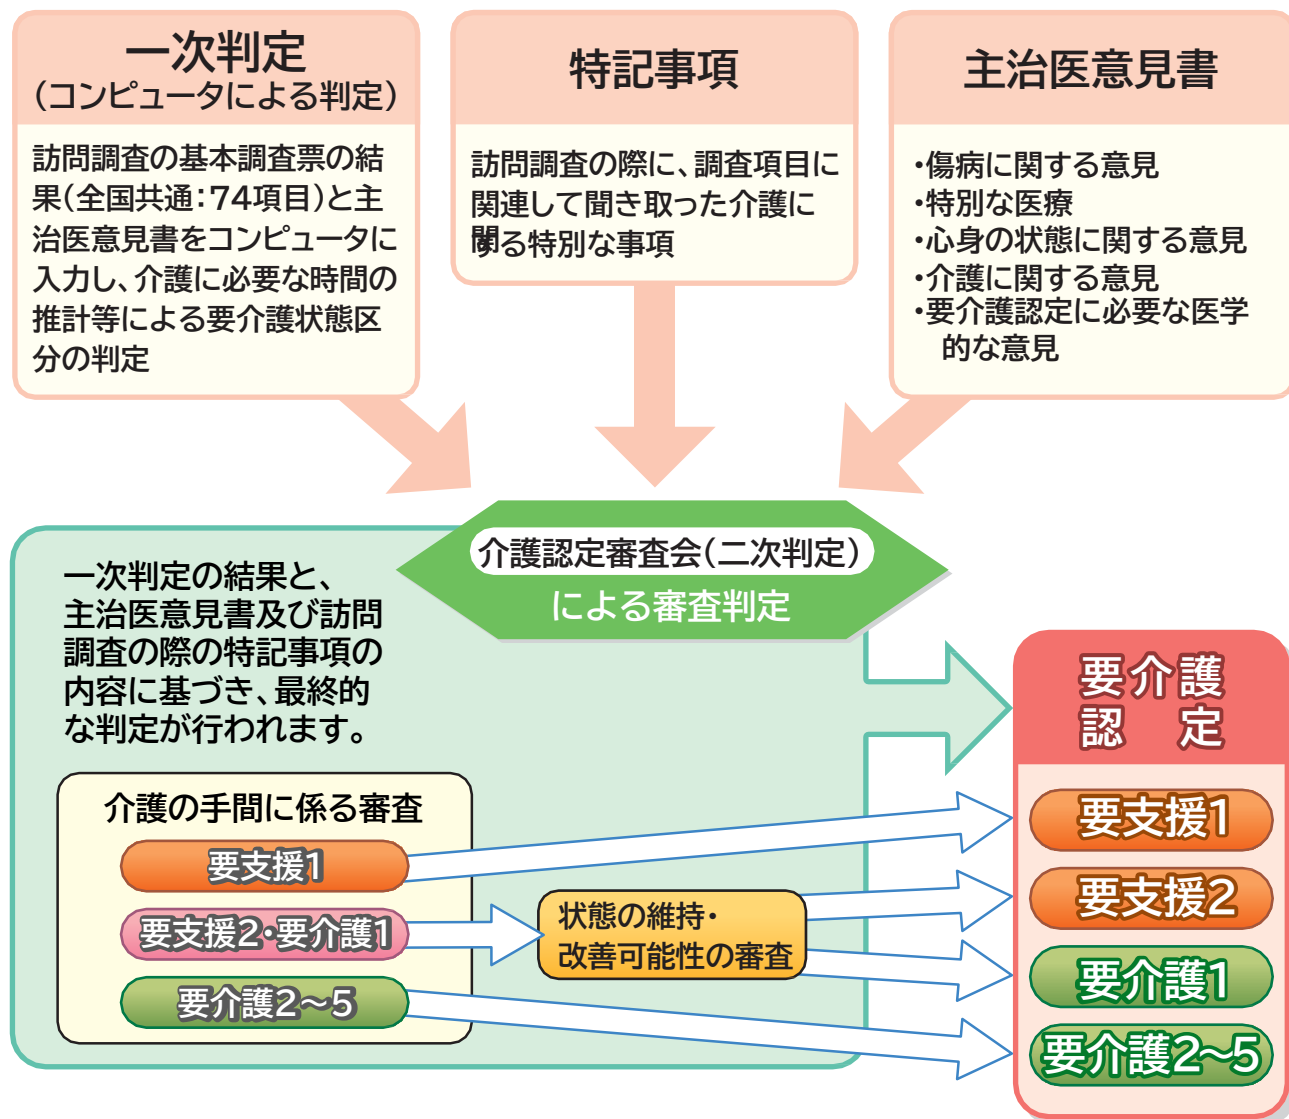 一次判定
（コンピュータによる判定）
訪問調査の基本調査票の結
果（全国共通：74項目）と主
治医意見書をコンピュータに
入力し、介護に必要な時間の
推計等による要介護状態区
分の判定
特記事項
訪問調査の際に、調査項目に
関連して聞き取った介護に
関する特別な事項
主治医意見書
・傷病に関する意見
・特別な医療
・心身の状態に関する意見
・介護に関する意見
・要介護認定に必要な医学
的な意見
介護認定審査会（二次判定）
による審査判定
一次判定の結果と、
主治医意見書及び訪問
調査の際の特記事項の
内容に基づき、最終的
な判定が行われます。
介護の手間に係る審査
要支援1
要支援2・要介護1
要介護2～5
状態の維持・
改善可能性の審査
要介護
認 定
要支援1
要支援2
要介護1
要介護2～5